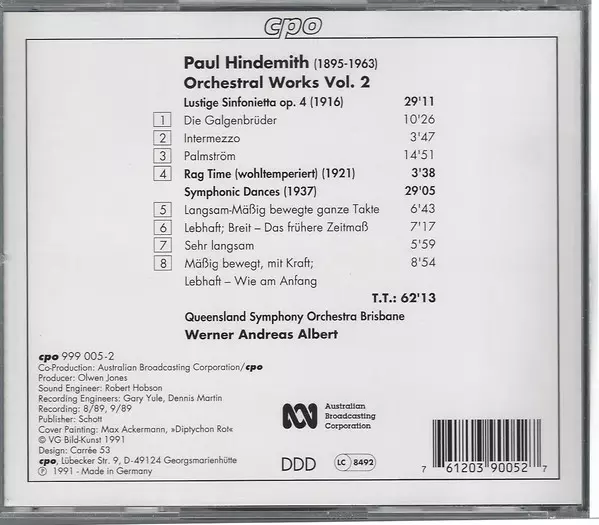 cpo
Paul Hindemith (1895-1963)
Orchestral Works Vol. 2
Lustige Sinfonietta op. 4 (1916) 29'11
1 Die Galgenbrüder 10'26
2 Intermezzo 3'47
3 Palmström 14'51
4 Rag Time (wohltemperiert) (1921) 3'38
Symphonic Dances (1937) 29'05
5 Langsam-Mäßig bewegte ganze Takte 6'43
6 Lebhaft; Breit – Das frühere Zeitmaß 7'17
7 Sehr langsam 5'59
8 Mäßig bewegt, mit Kraft; 8'54
Lebhaft – Wie am Anfang
T.T.: 62'13
Queensland Symphony Orchestra Brisbane
Werner Andreas Albert
cpo 999 005-2
Co-Production: Australian Broadcasting Corporation/cpo
Producer: Olwen Jones
Sound Engineer: Robert Hobson
Recording Engineers: Gary Yule, Dennis Martin
Recording: 8/89, 9/89
Publisher: Schott
Cover Painting: Max Ackermann, »Diptychon Rot«
© VG Bild-Kunst 1991
Design: Carrée 53
cpo, Lübecker Str. 9, D-49124 Georgsmarienhütte
℗ 1991 - Made in Germany
Australian
Broadcasting
Corporation
DDD
LC 8492
7 61203 90052 7